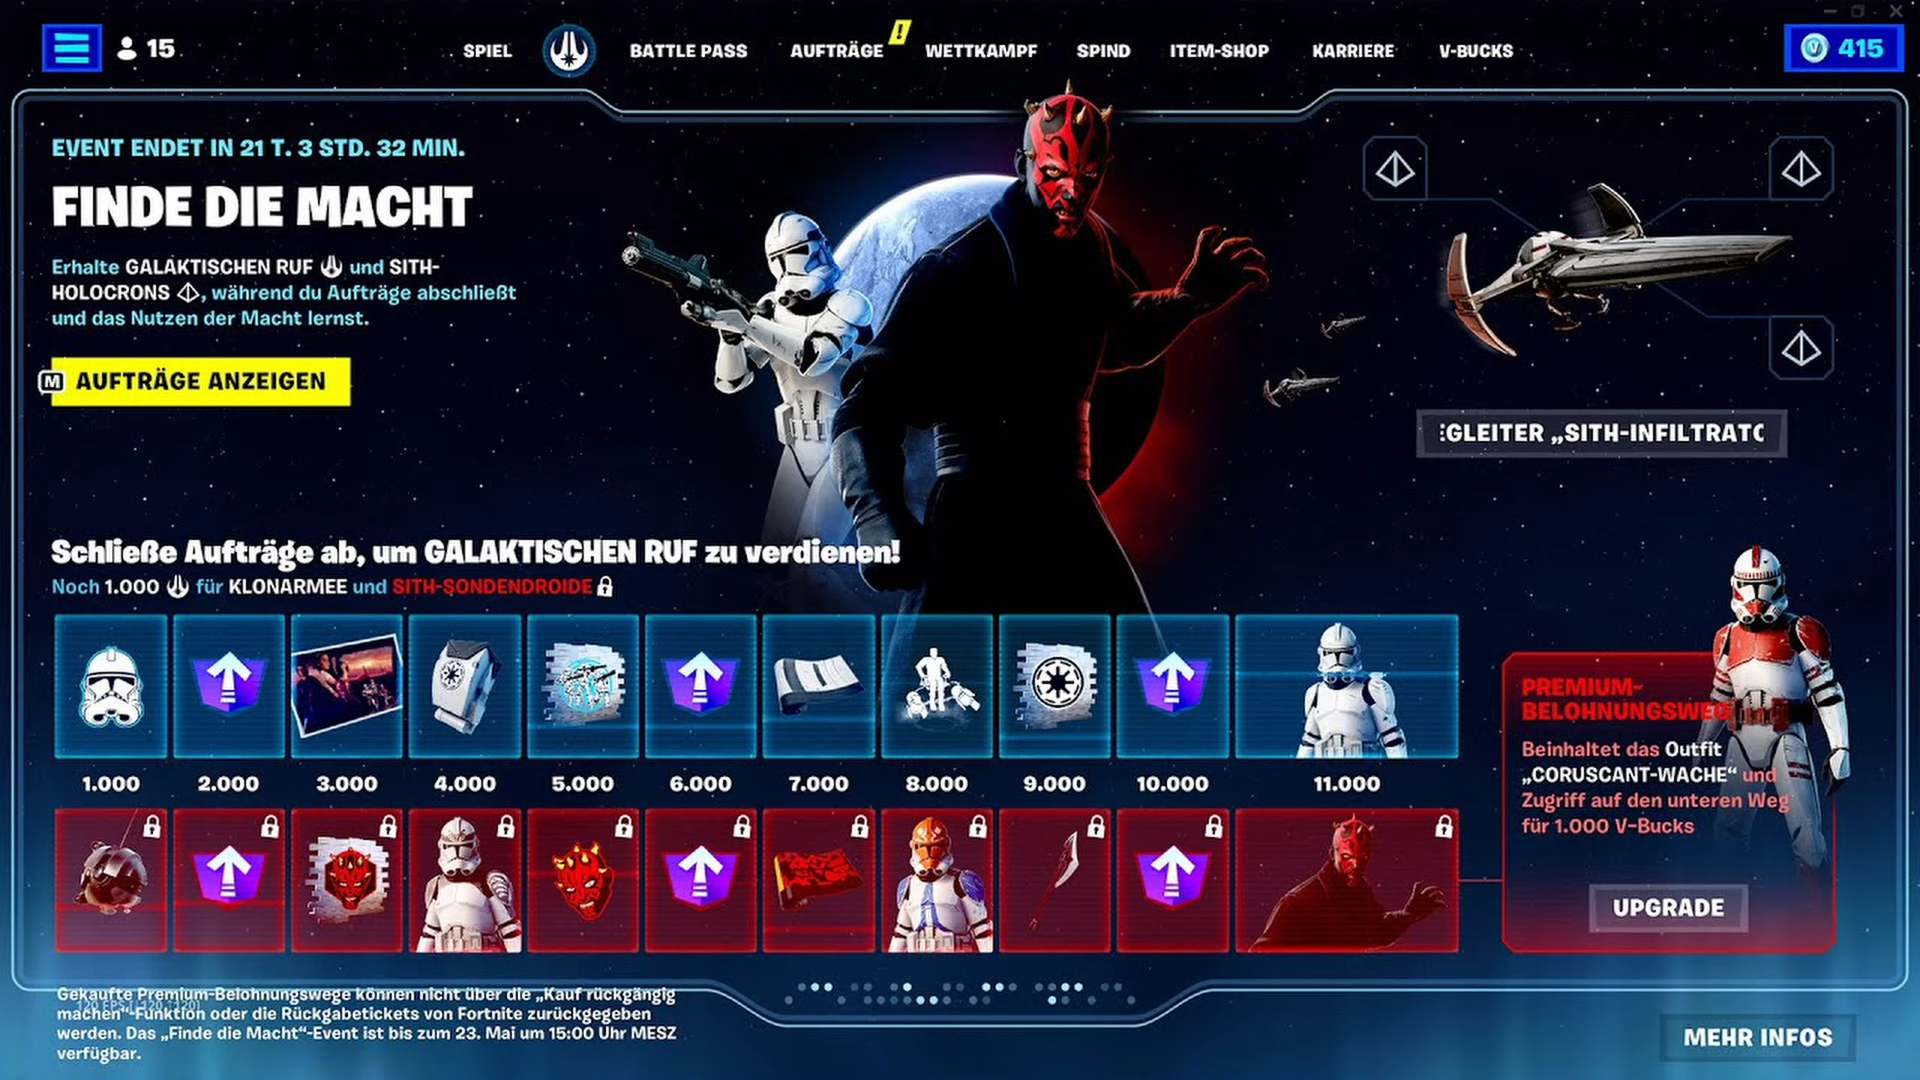 15
SPIEL
BATTLE PASS
AUFTRÄGE
!
WETTKAMPF
SPIND
ITEM-SHOP
KARRIERE
V-BUCKS
415
EVENT ENDET IN 21 T. 3 STD. 32 MIN.
FINDE DIE MACHT
Erhalte GALAKTISCHEN RUF und SITH-
HOLOCRONS , während du Aufträge abschließt
und das Nutzen der Macht lernst.
M
AUFTRÄGE ANZEIGEN
GLEITER „SITH-INFILTRATO
Schließe Aufträge ab, um GALAKTISCHEN RUF zu verdienen!
Noch 1.000 für KLONARMEE und SITH-SONDENDROIDE
1.000
2.000
3.000
4.000
5.000
6.000
7.000
8.000
9.000
10.000
11.000
PREMIUM-
BELOHNUNGSWEG
Beinhaltet das Outfit
„CORUSCANT-WACHE“ und
Zugriff auf den unteren Weg
für 1.000 V-Bucks
UPGRADE
Gekaufte Premium-Belohnungswege können nicht über die „Kauf rückgängig
machen“-Funktion oder die Rückgabetickets von Fortnite zurückgegeben
werden. Das „Finde die Macht“-Event ist bis zum 23. Mai um 15:00 Uhr MESZ
verfügbar.
MEHR INFOS